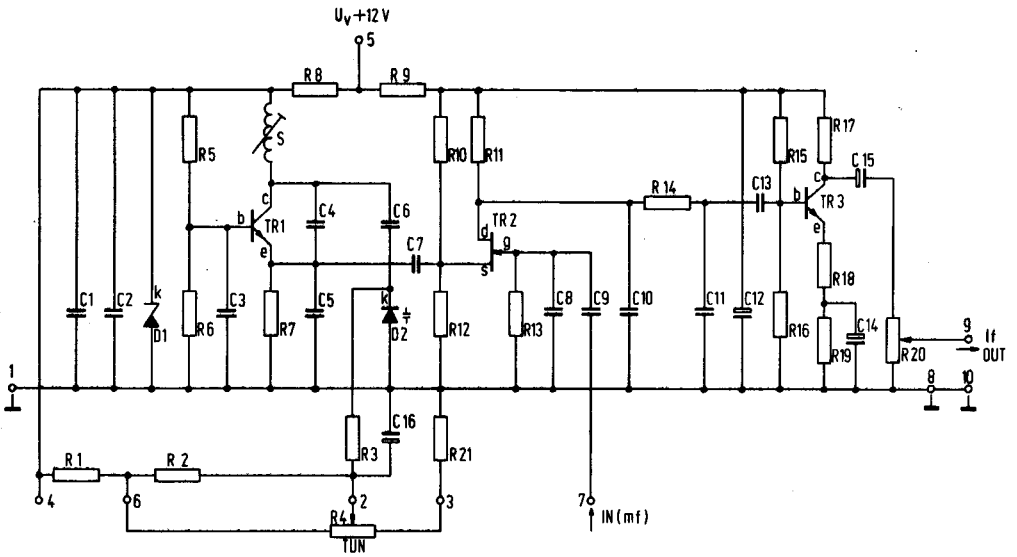 Uv +12V
5
R8
R9
S
R5
R10
R11
R15
R17
C15
c
C4
C6
R14
C13
b
c
b
TR1
TR2
TR3
d
g
C7
e
e
s
k
k
R18
C1
C2
D1
R6
C3
R7
C5
D2
R12
R13
C8
C9
C10
C11
C12
R16
C14
R19
R20
9
lf
OUT
1
8
10
C16
R3
R21
R1
R2
4
6
2
3
7
IN(mf)
R4
TUN